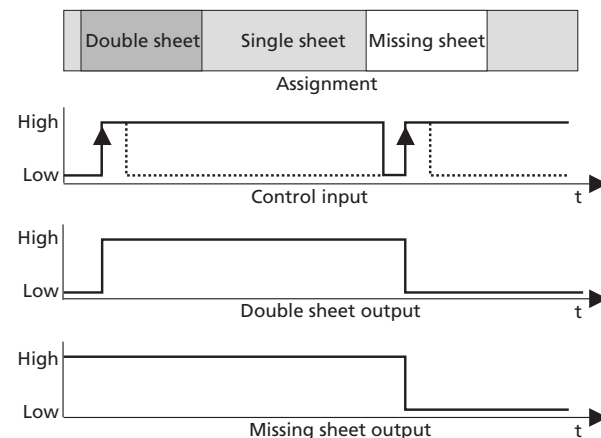 Double sheet Single sheet Missing sheet
Assignment
High
Low
Control input t
High
Low
Double sheet output t
High
Low
Missing sheet output t